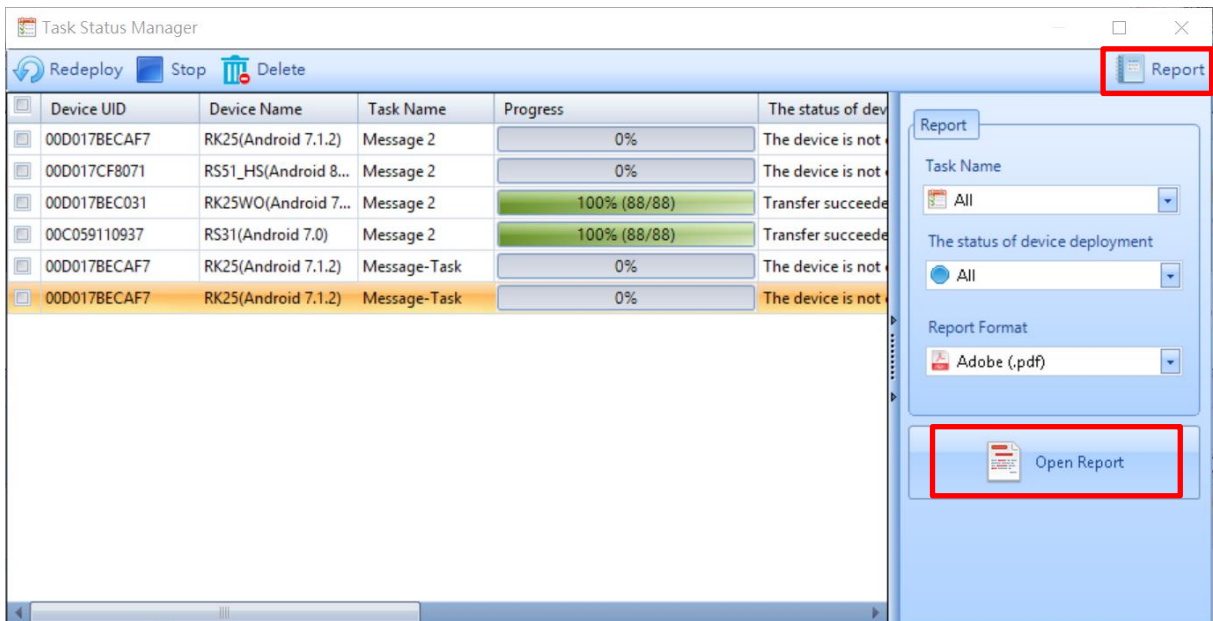 Task Status Manager
Redeploy Stop Delete Report
Device UID Device Name Task Name Progress The status of dev
00D017BECAF7 RK25(Android 7.1.2) Message 2 0% The device is not
00D017CF8071 RS51_HS(Android 8... Message 2 0% The device is not
00D017BEC031 RK25WO(Android 7... Message 2 100% (88/88) Transfer succeede
00C059110937 RS31(Android 7.0) Message 2 100% (88/88) Transfer succeede
00D017BECAF7 RK25(Android 7.1.2) Message-Task 0% The device is not
00D017BECAF7 RK25(Android 7.1.2) Message-Task 0% The device is not
Report
Task Name
All
The status of device deployment
All
Report Format
Adobe (.pdf)
Open Report